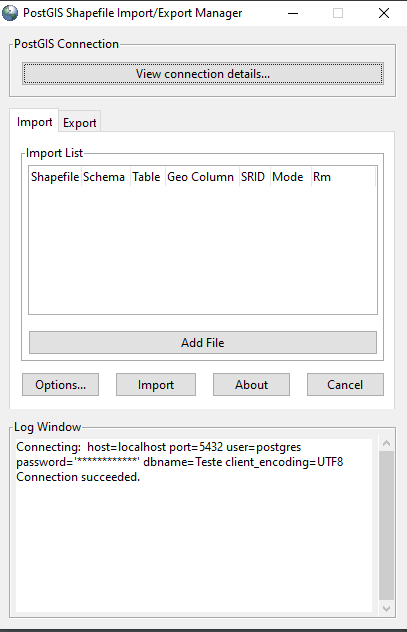 PostGIS Shapefile Import/Export Manager
PostGIS Connection
View connection details...
Import Export
Import List
Shapefile Schema Table Geo Column SRID Mode Rm
Add File
Options... Import About Cancel
Log Window
Connecting: host=localhost port=5432 user=postgres
password='************' dbname=Teste client_encoding=UTF8
Connection succeeded.